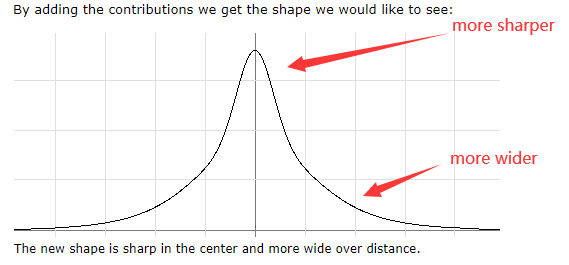 By adding the contributions we get the shape we would like to see:
more sharper
more wider
The new shape is sharp in the center and more wide over distance.